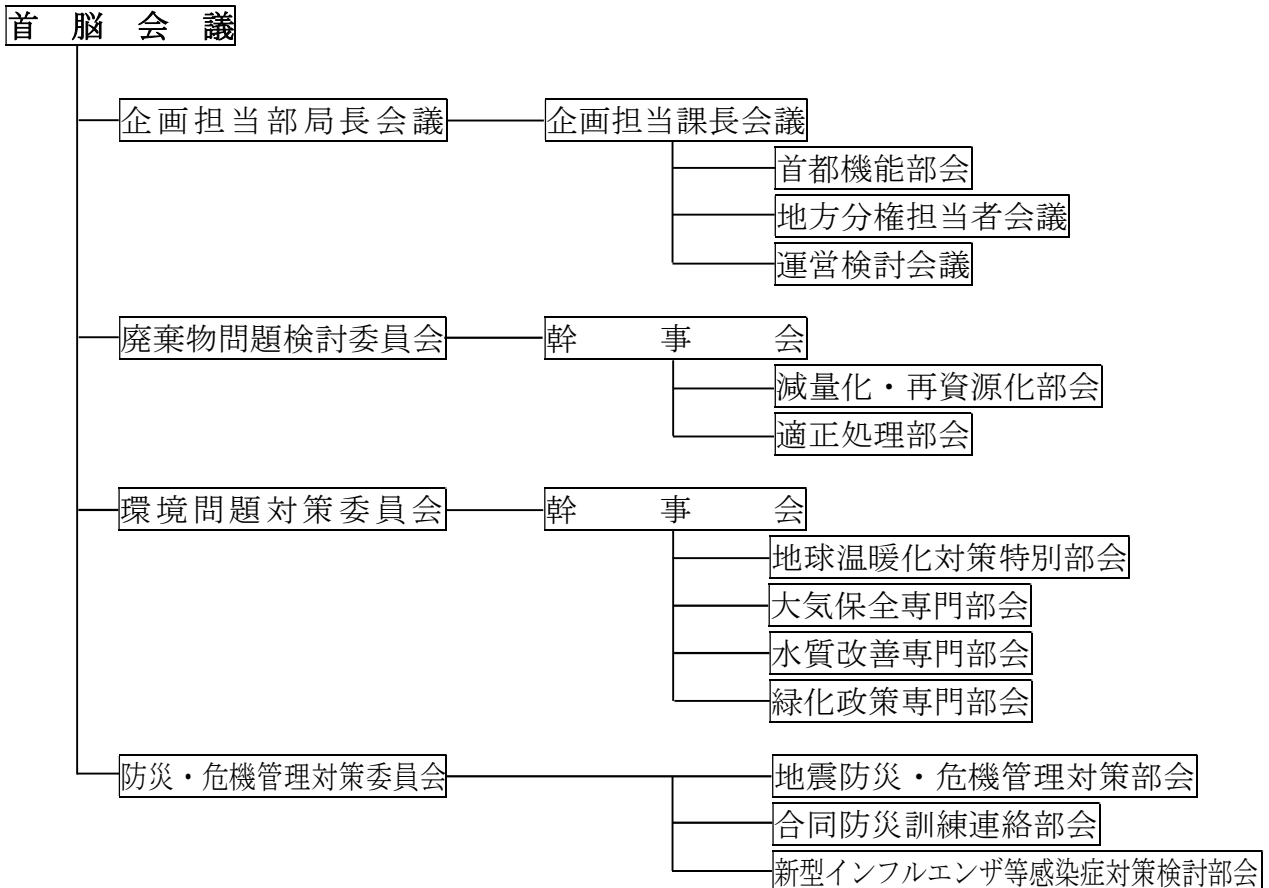 首脳会議
企画担当部局長会議 企画担当課長会議
首都機能部会
地方分権担当者会議
運営検討会議
廃棄物問題検討委員会 幹事会
減量化・再資源化部会
適正処理部会
環境問題対策委員会 幹事会
地球温暖化対策特別部会
大気保全専門部会
水質改善専門部会
緑化政策専門部会
防災・危機管理対策委員会 地震防災・危機管理対策部会
合同防災訓練連絡部会
新型インフルエンザ等感染症対策検討部会